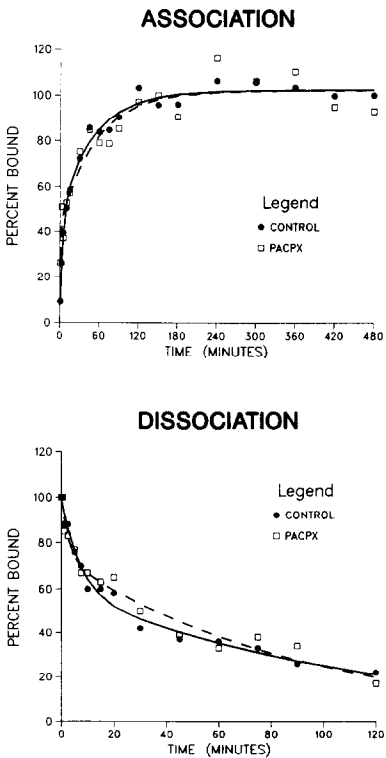 ASSOCIATION
PERCENT BOUND
120
100
80
60
40
20
0
Legend
CONTROL
PACPX
0 60 120 180 240 300 360 420 480
TIME (MINUTES)
DISSOCIATION
PERCENT BOUND
120
100
80
60
40
20
0
Legend
CONTROL
PACPX
0 20 40 60 80 100 120
TIME (MINUTES)